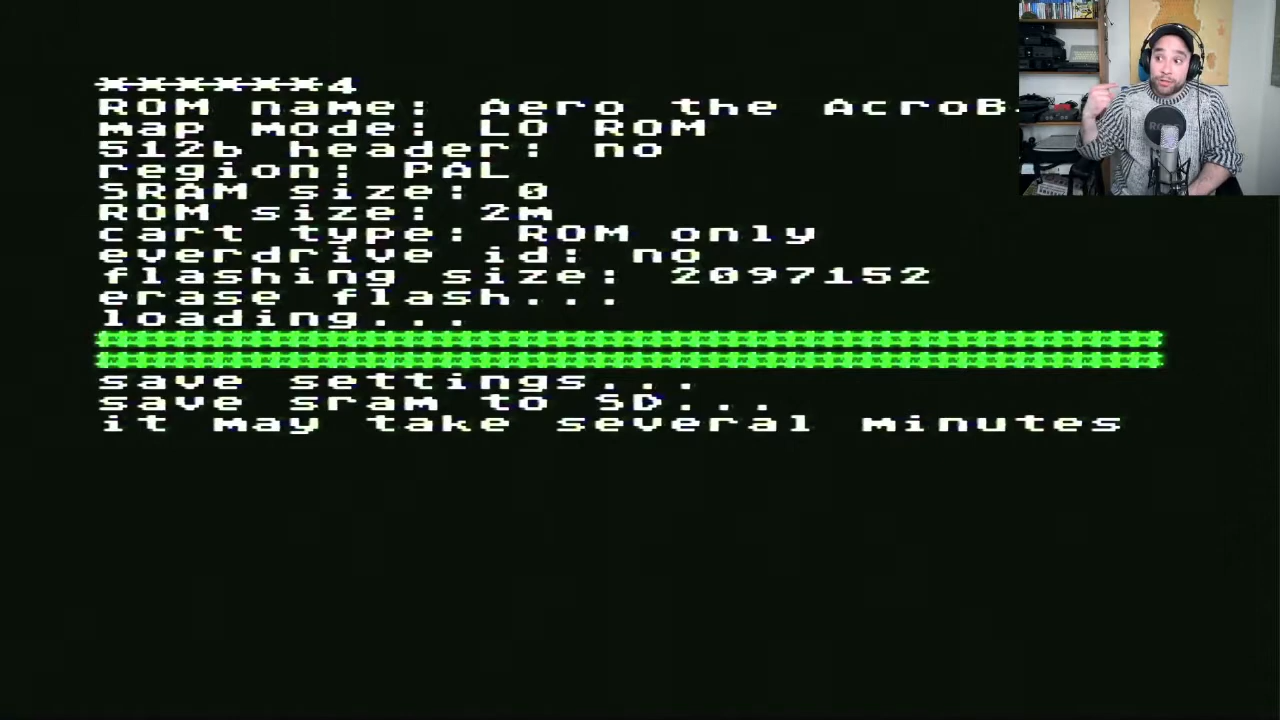 ××××××4
ROM name: Aero the AcroB
map mode: LO ROM
512b header: no
region: PAL
SRAM size: 0
ROM size: 2m
cart type: ROM only
everdrive id: no
flashing size: 2097152
erase flash...
loading...
save settings...
save sram to SD...
it may take several minutes